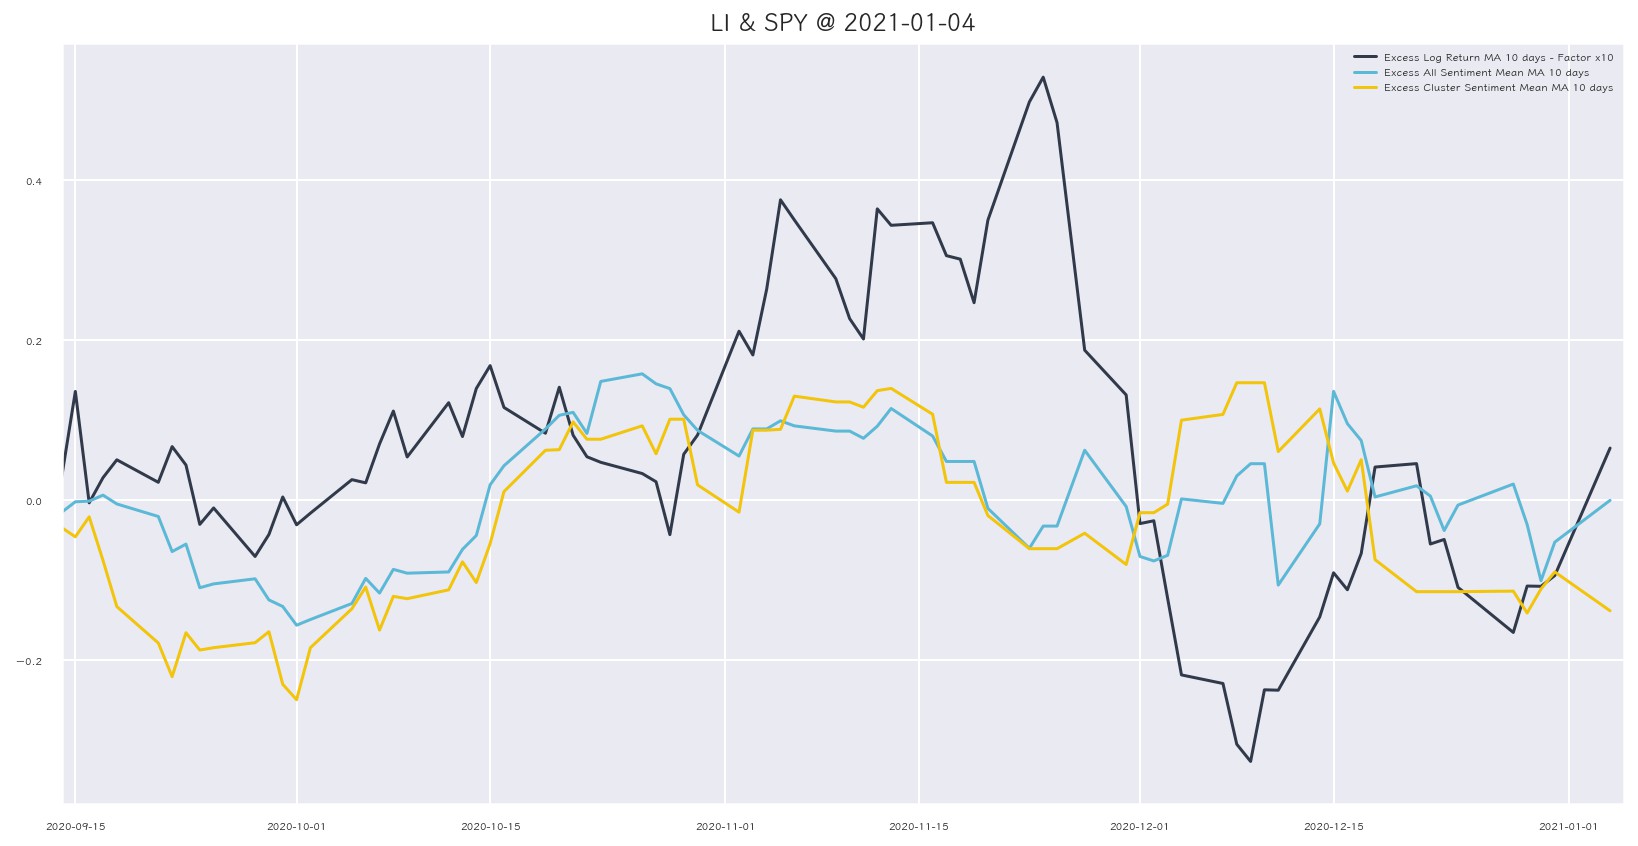 LI & SPY @ 2021-01-04
Excess Log Return MA 10 days - Factor x10
Excess All Sentiment Mean MA 10 days
Excess Cluster Sentiment Mean MA 10 days
0.4
0.2
0.0
−0.2
2020-09-15 2020-10-01 2020-10-15 2020-11-01 2020-11-15 2020-12-01 2020-12-15 2021-01-01